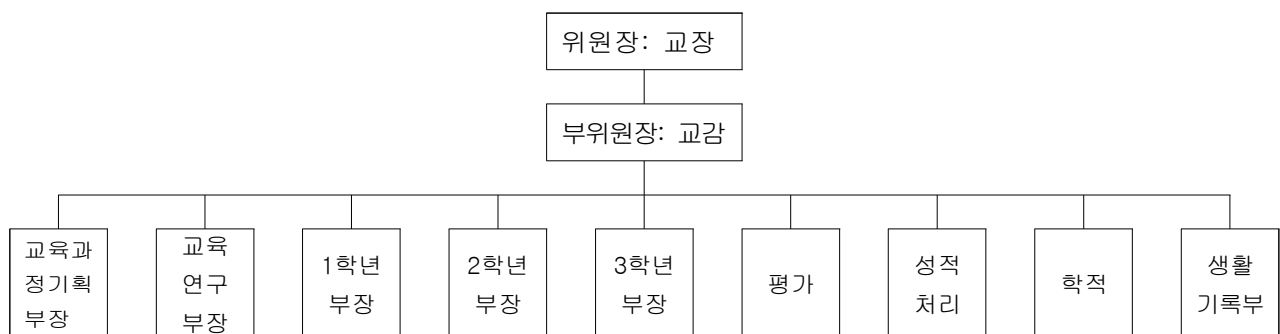 위원장: 교장
부위원장: 교감
교육과
정기획
부장
교육
연구
부장
1학년
부장
2학년
부장
3학년
부장
평가
성적
처리
학적
생활
기록부